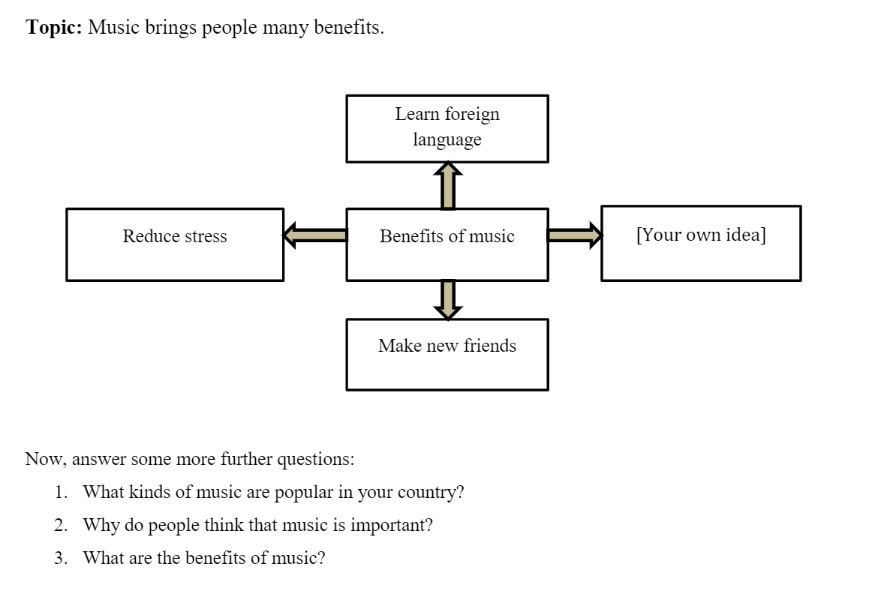 Topic: Music brings people many benefits.
Learn foreign
language
Reduce stress
Benefits of music
[Your own idea]
Make new friends
Now, answer some more further questions:
1. What kinds of music are popular in your country?
2. Why do people think that music is important?
3. What are the benefits of music?